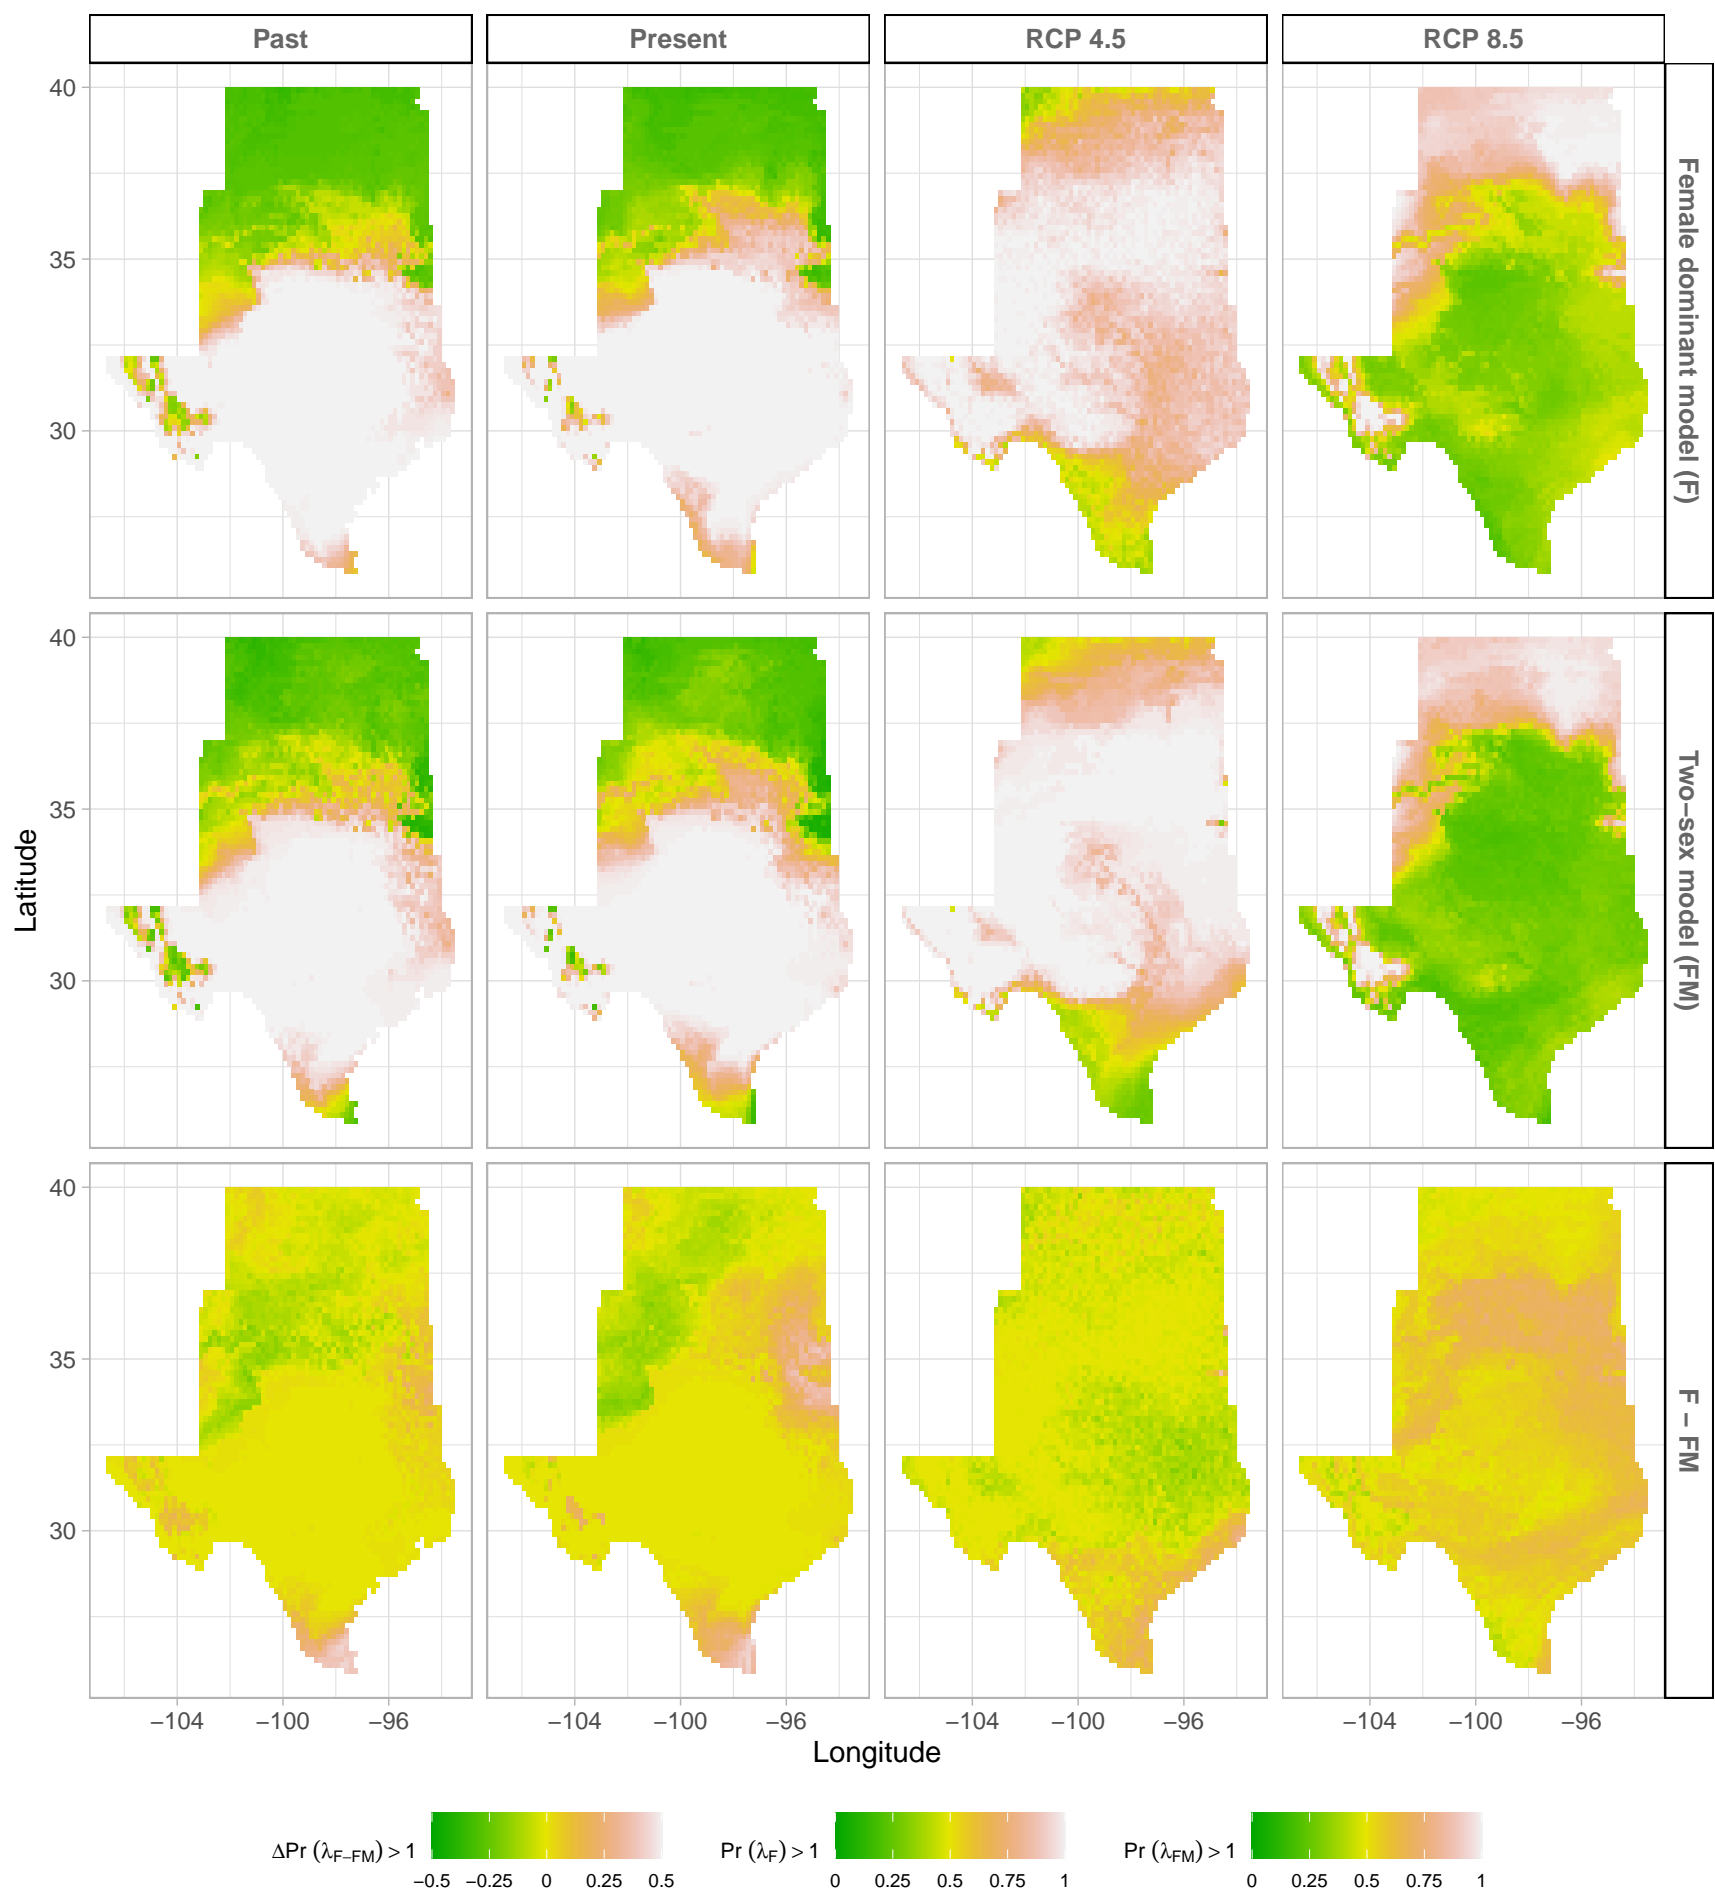 Past Present RCP 4.5 RCP 8.5
40
35
30
Female dominant model (F)
40
35
30
Two−sex model (FM)
40
35
30
F − FM
Latitude
−104 −100 −96 −104 −100 −96 −104 −100 −96 −104 −100 −96
Longitude
ΔPr (λF−FM) > 1
−0.5 −0.25 0 0.25 0.5
Pr (λF) > 1
0 0.25 0.5 0.75 1
Pr (λFM) > 1
0 0.25 0.5 0.75 1